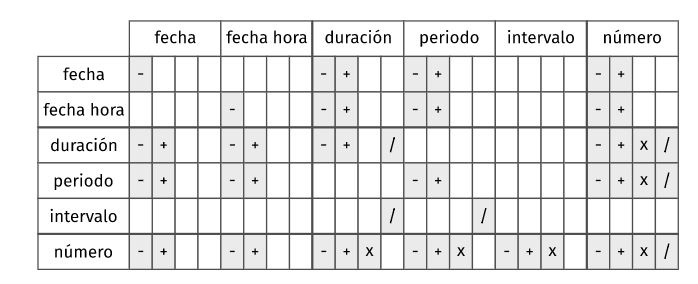 fecha fecha hora duración periodo intervalo número
fecha - - + - + - +
fecha hora - - + - + - +
duración - + - + - + / - + x /
periodo - + - + - + - + x /
intervalo / /
número - + - + - + x - + x - + x - + x /